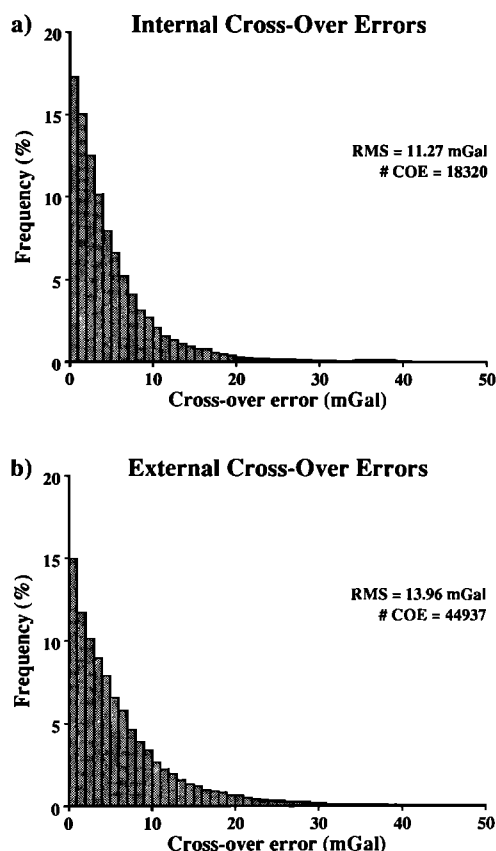 a) Internal Cross-Over Errors
20
15
10
5
0
Frequency (%)
RMS = 11.27 mGal
# COE = 18320
0 10 20 30 40 50
Cross-over error (mGal)
b) External Cross-Over Errors
20
15
10
5
0
Frequency (%)
RMS = 13.96 mGal
# COE = 44937
0 10 20 30 40 50
Cross-over error (mGal)